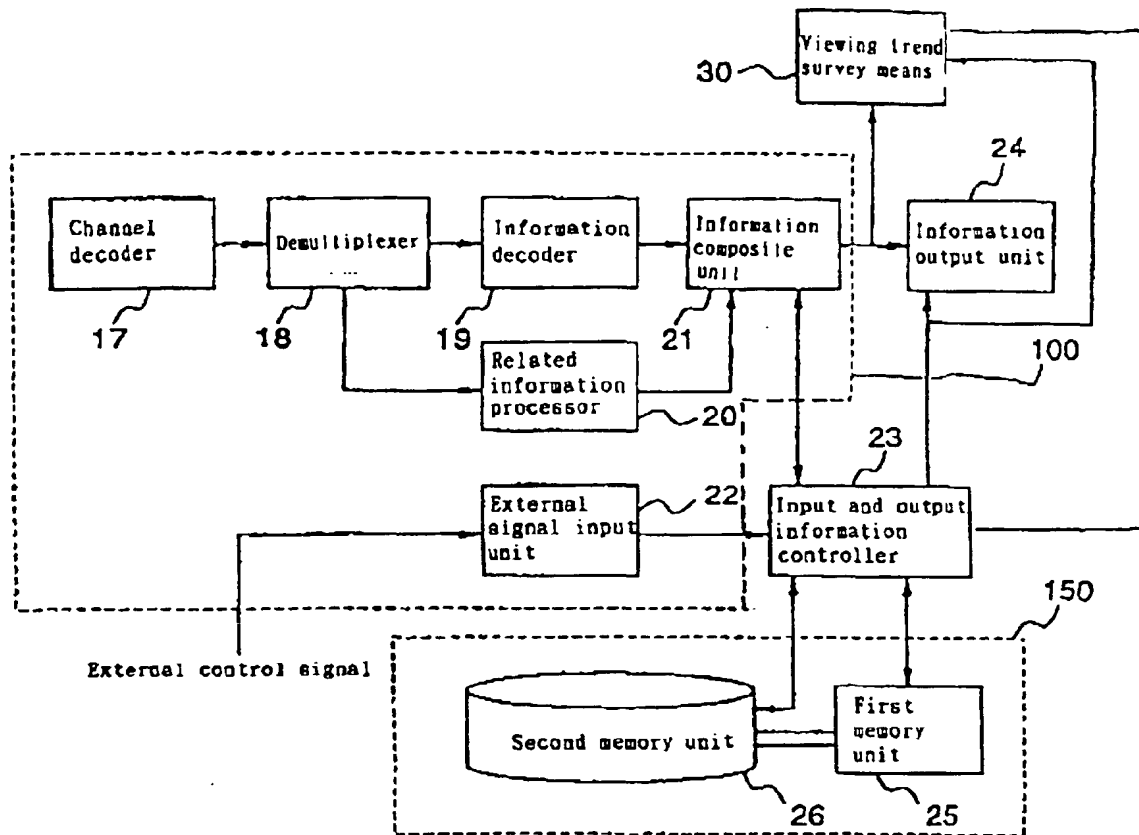 Viewing trend
survey means
30
24
Channel
decoder
Demultiplexer
Information
decoder
Information
composite
unit
Information
output unit
17
18
19
21
100
Related
information
processor
20
23
22
External
signal input
unit
Input and output
information
controller
150
External control signal
Second memory unit
First
memory
unit
26
25